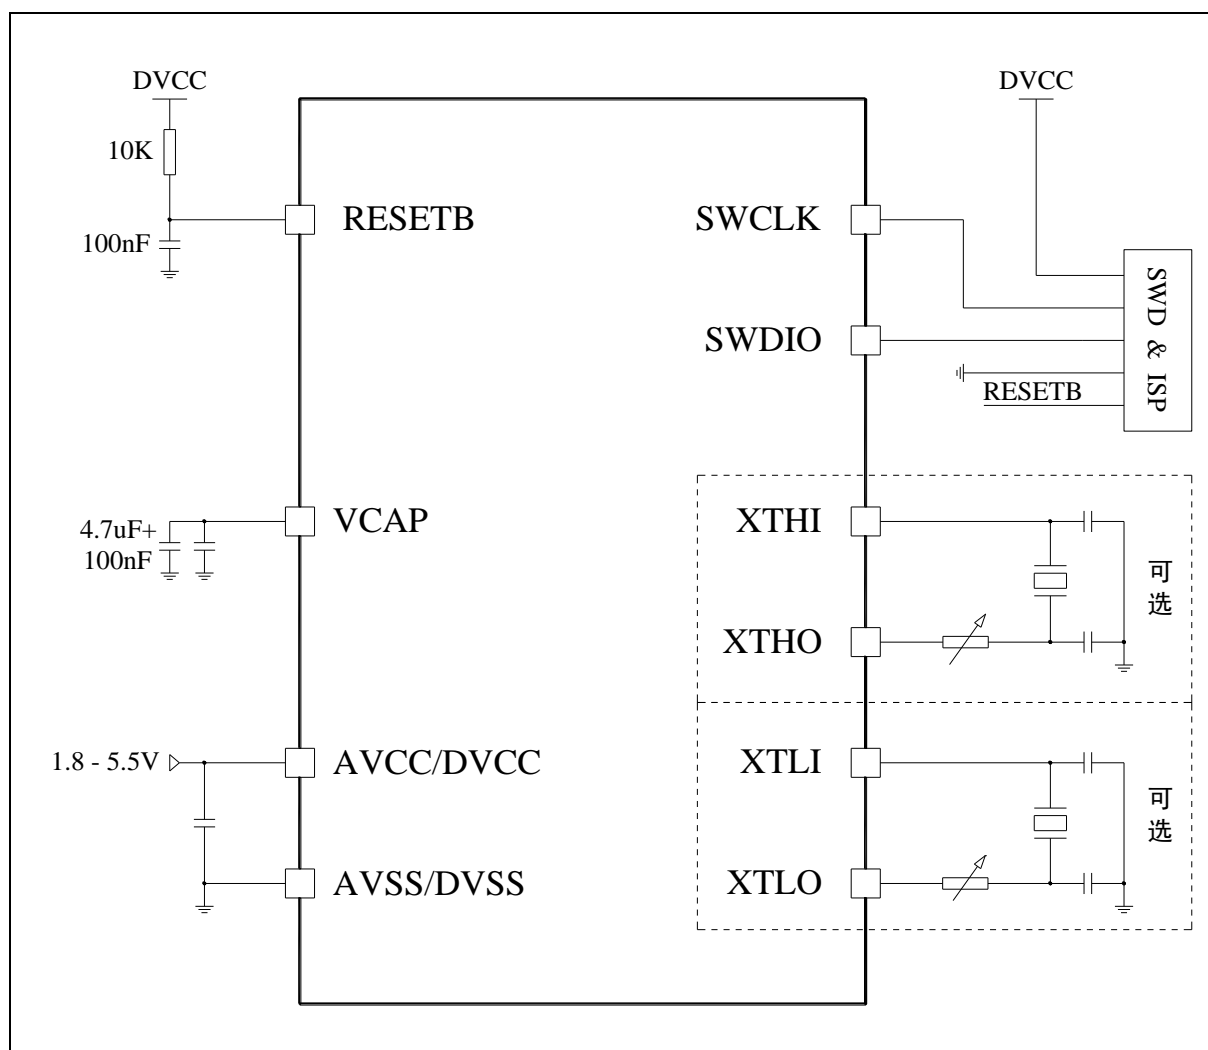 DVCC
DVCC
10K
RESETB
SWCLK
100nF
SWD & ISP
SWDIO
RESETB
4.7uF+
100nF
VCAP
XTHI
可选
XTHO
1.8 - 5.5V
AVCC/DVCC
XTLI
可选
AVSS/DVSS
XTLO